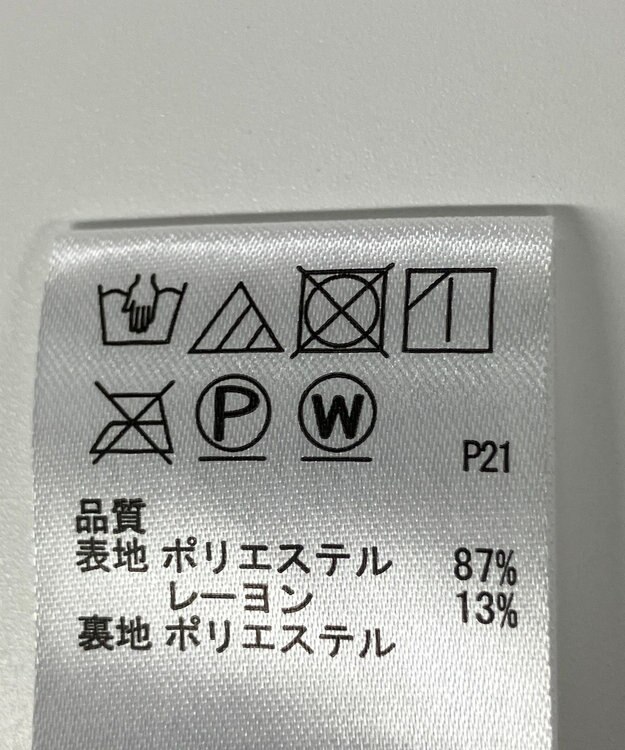 P W
P21
品質
表地 ポリエステル 87%
レーヨン 13%
裏地 ポリエステル